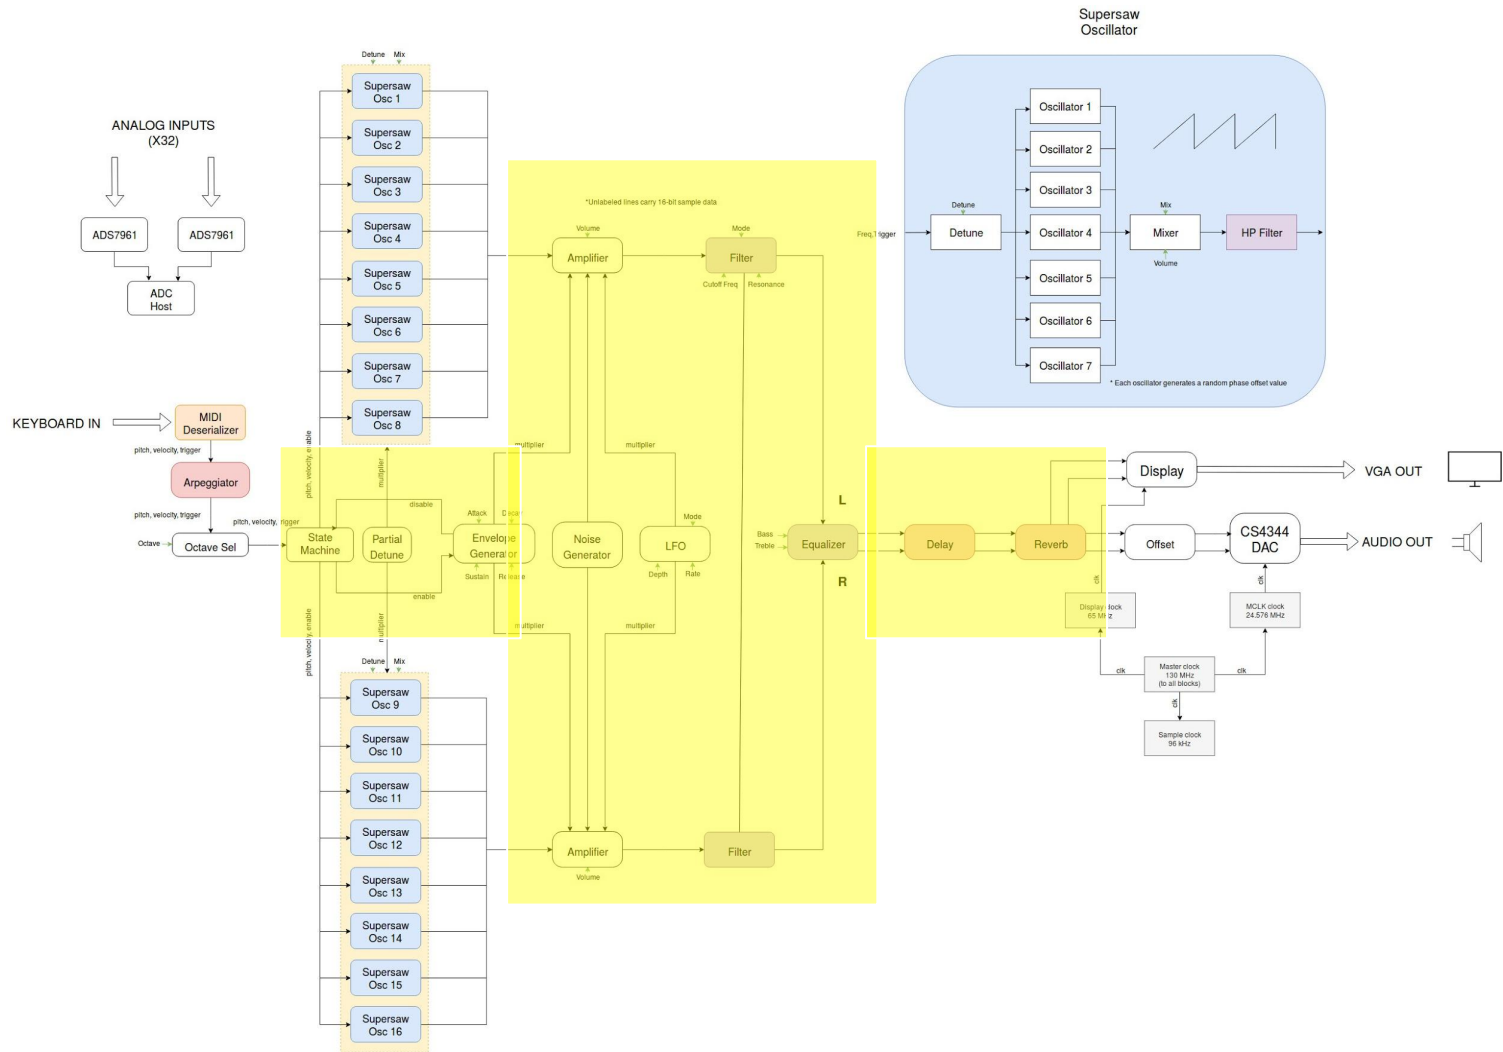 Supersaw
Oscillator
Detune Mix
Supersaw
Osc 1
Supersaw
Osc 2
Supersaw
Osc 3
Supersaw
Osc 4
Supersaw
Osc 5
Supersaw
Osc 6
Supersaw
Osc 7
Supersaw
Osc 8
ANALOG INPUTS
(X32)
ADS7961
ADS7961
ADC
Host
*Unlabeled lines carry 16-bit sample data
Volume
Amplifier
Mode
Filter
Cutoff Freq
Resonance
Freq,Trigger
Detune
Detune
Oscillator 1
Oscillator 2
Oscillator 3
Oscillator 4
Oscillator 5
Oscillator 6
Oscillator 7
Mix
Mixer
Volume
HP Filter
* Each oscillator generates a random phase offset value
KEYBOARD IN
MIDI
Deserializer
pitch, velocity, trigger
Arpeggiator
pitch, velocity, trigger
Octave
Octave Sel
pitch, velocity, trigger
pitch, velocity, enable
State
Machine
pitch, velocity, enable
multiplier
Partial
Detune
multiplier
disable
enable
Attack
Decay
Envelope
Generator
Sustain
Release
multiplier
multiplier
Noise
Generator
multiplier
Mode
LFO
Depth
Rate
multiplier
L
Bass
Treble
Equalizer
R
Delay
Reverb
Display
VGA OUT
Offset
CS4344
DAC
AUDIO OUT
clk
Display clock
65 MHz
clk
MCLK clock
24.576 MHz
clk
Master clock
130 MHz
(to all blocks)
clk
clk
Sample clock
96 kHz
Detune Mix
Supersaw
Osc 9
Supersaw
Osc 10
Supersaw
Osc 11
Supersaw
Osc 12
Supersaw
Osc 13
Supersaw
Osc 14
Supersaw
Osc 15
Supersaw
Osc 16
Amplifier
Volume
Filter